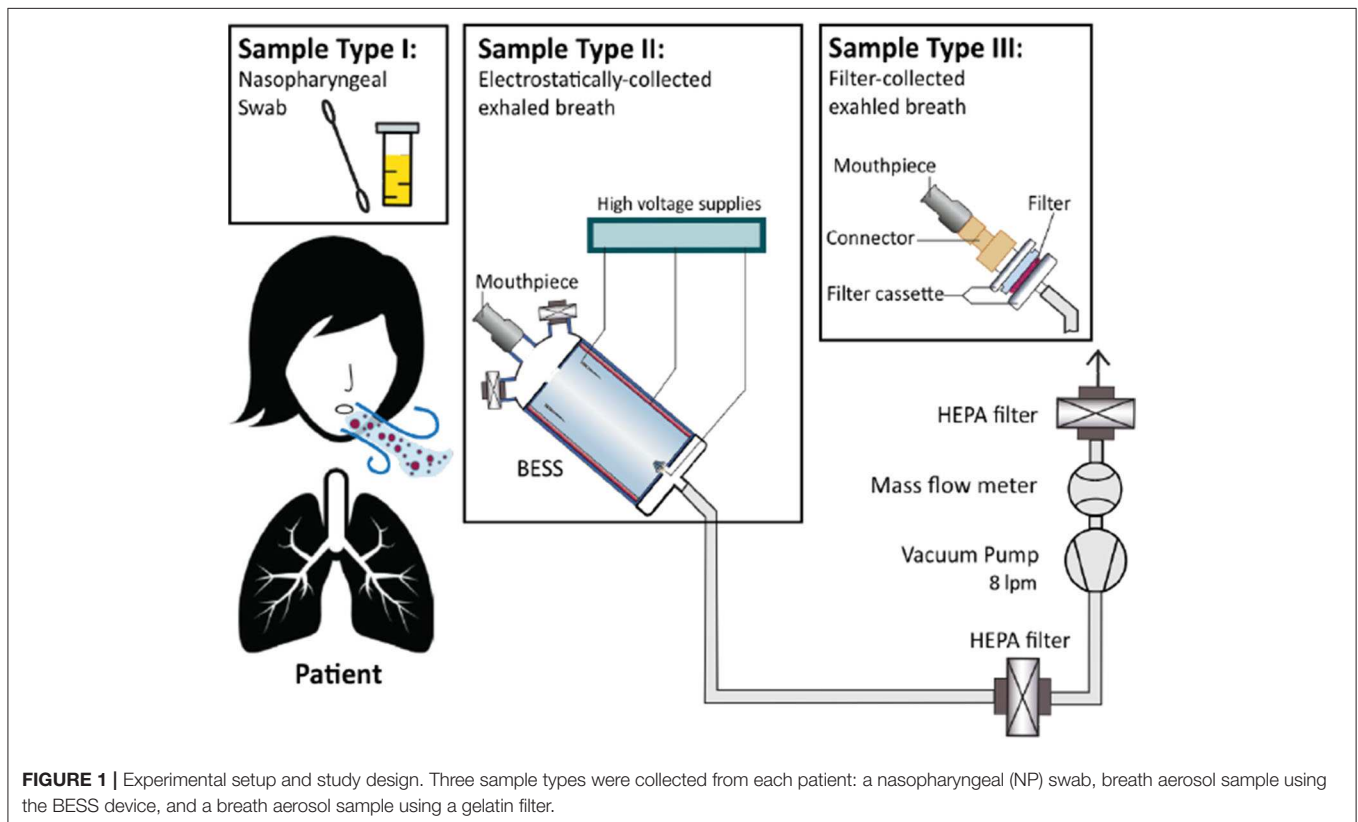 Sample Type I:
Nasopharyngeal
Swab
Sample Type II:
Electrostatically-collected
exhaled breath
High voltage supplies
Mouthpiece
BESS
Sample Type III:
Filter-collected
exahled breath
Mouthpiece
Filter
Connector
Filter cassette
HEPA filter
Mass flow meter
Vacuum Pump
8 lpm
HEPA filter
Patient
FIGURE 1 | Experimental setup and study design. Three sample types were collected from each patient: a nasopharyngeal (NP) swab, breath aerosol sample using
the BESS device, and a breath aerosol sample using a gelatin filter.